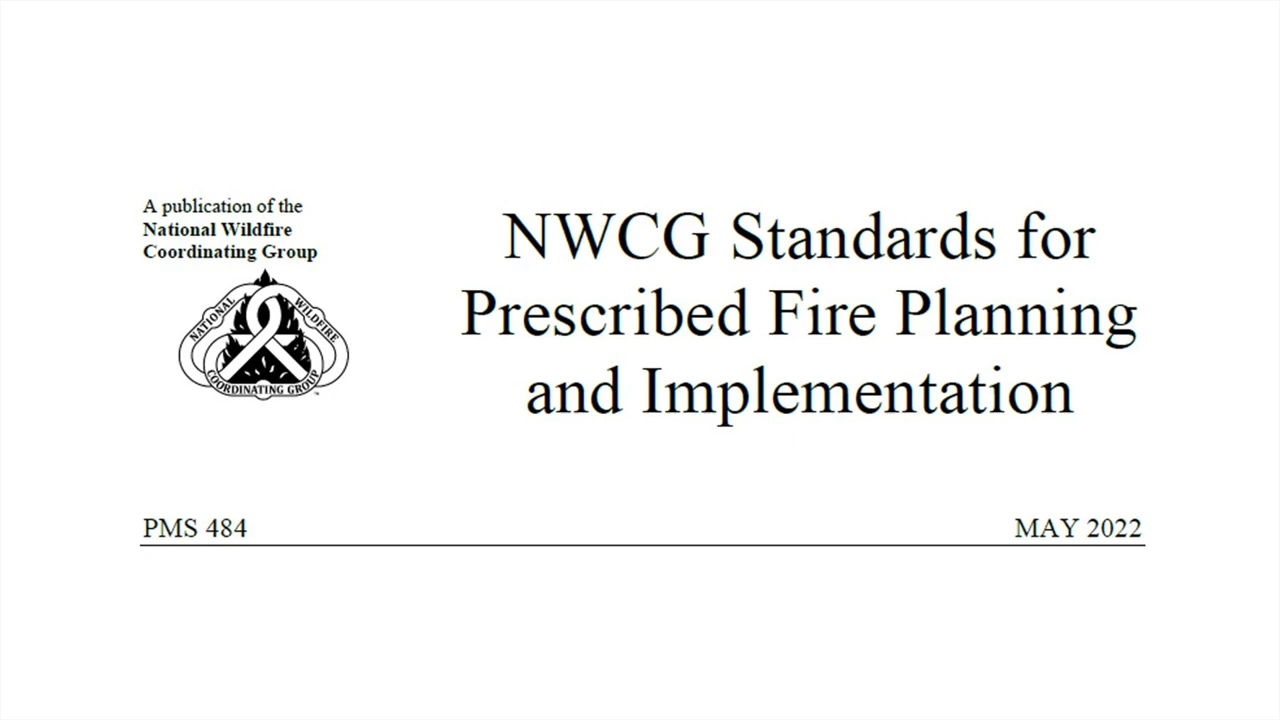 A publication of the
National Wildfire
Coordinating Group
NATIONAL WILDFIRE
COORDINATING GROUP
TM
NWCG Standards for
Prescribed Fire Planning
and Implementation
PMS 484
MAY 2022